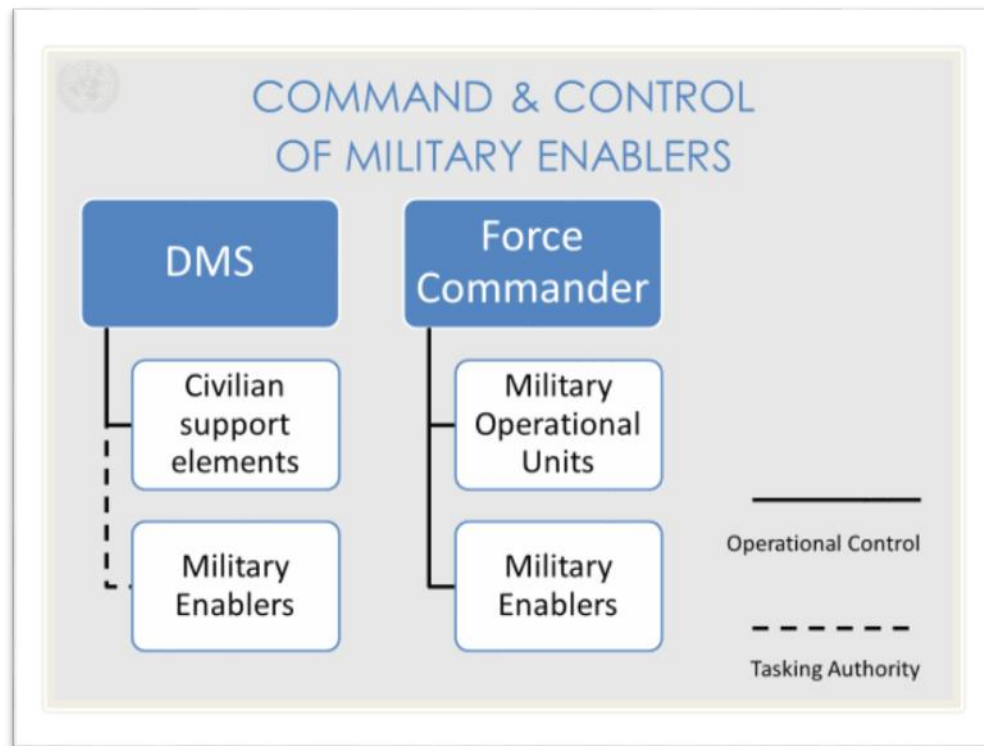 COMMAND & CONTROL
OF MILITARY ENABLERS
DMS
Civilian
support
elements
Military
Enablers
Force
Commander
Military
Operational
Units
Military
Enablers
Operational Control
Tasking Authority